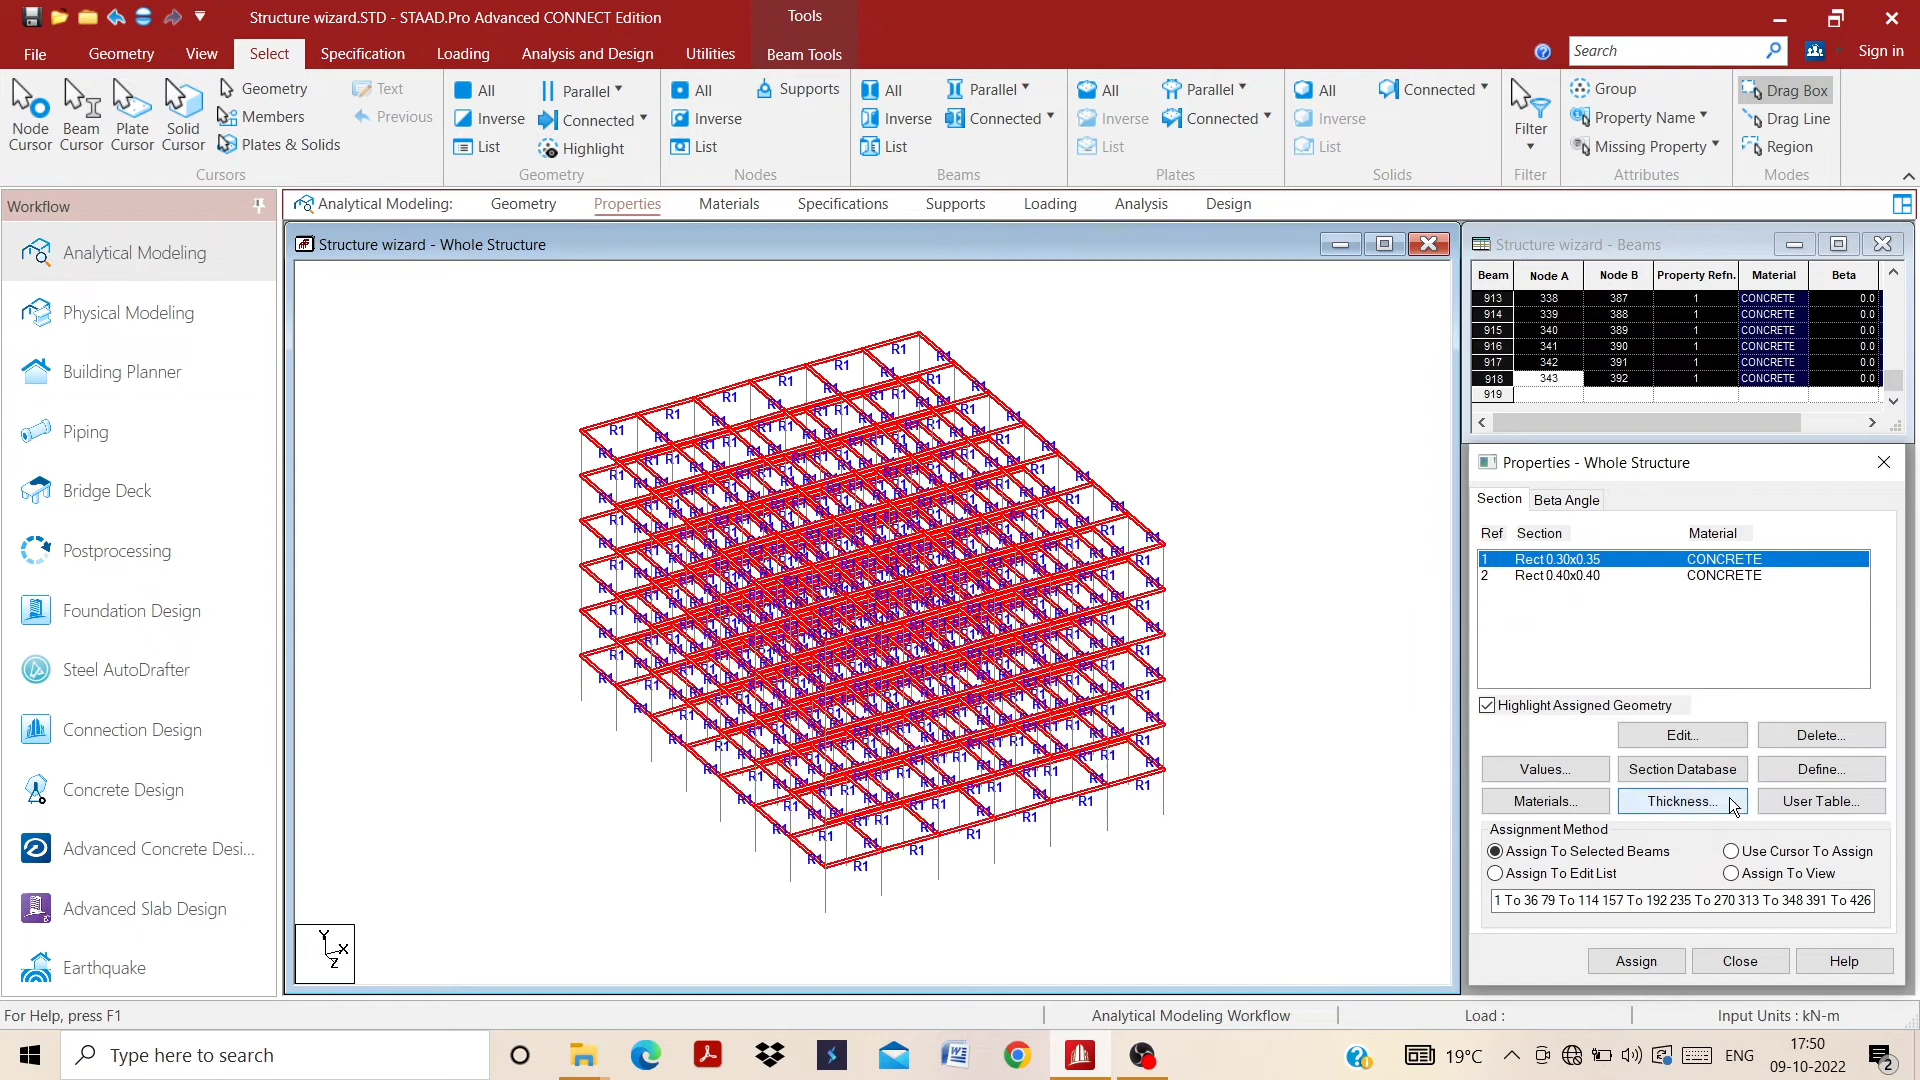 Structure wizard.STD - STAAD.Pro Advanced CONNECT Edition
Tools
File
Geometry
View
Select
Specification
Loading
Analysis and Design
Utilities
Beam Tools
Search
Sign in
Node Cursor
Beam Cursor
Plate Cursor
Solid Cursor
Geometry
Members
Plates & Solids
Text
Previous
Cursors
All
Inverse
List
Parallel
Connected
Highlight
Geometry
All
Inverse
List
Supports
Nodes
All
Inverse
List
Parallel
Connected
Beams
All
Inverse
List
Parallel
Connected
Plates
All
Inverse
List
Connected
Solids
Filter
Filter
Group
Property Name
Missing Property
Attributes
Drag Box
Drag Line
Region
Modes
Workflow
Analytical Modeling
Physical Modeling
Building Planner
Piping
Bridge Deck
Postprocessing
Foundation Design
Steel AutoDrafter
Connection Design
Concrete Design
Advanced Concrete Desi...
Advanced Slab Design
Earthquake
Analytical Modeling:
Geometry
Properties
Materials
Specifications
Supports
Loading
Analysis
Design
Structure wizard - Whole Structure
R1
Y
X
Z
Structure wizard - Beams
Beam Node A Node B Property Refn. Material Beta
913 338 387 1 CONCRETE 0.0
914 339 388 1 CONCRETE 0.0
915 340 389 1 CONCRETE 0.0
916 341 390 1 CONCRETE 0.0
917 342 391 1 CONCRETE 0.0
918 343 392 1 CONCRETE 0.0
919
Properties - Whole Structure
Section
Beta Angle
Ref Section Material
1 Rect 0.30x0.35 CONCRETE
2 Rect 0.40x0.40 CONCRETE
Highlight Assigned Geometry
Edit...
Delete...
Values...
Section Database
Define...
Materials...
Thickness...
User Table...
Assignment Method
Assign To Selected Beams
Use Cursor To Assign
Assign To Edit List
Assign To View
1 To 36 79 To 114 157 To 192 235 To 270 313 To 348 391 To 426
Assign
Close
Help
For Help, press F1
Analytical Modeling Workflow
Load :
Input Units : kN-m
Type here to search
19°C
ENG
17:50
09-10-2022
2